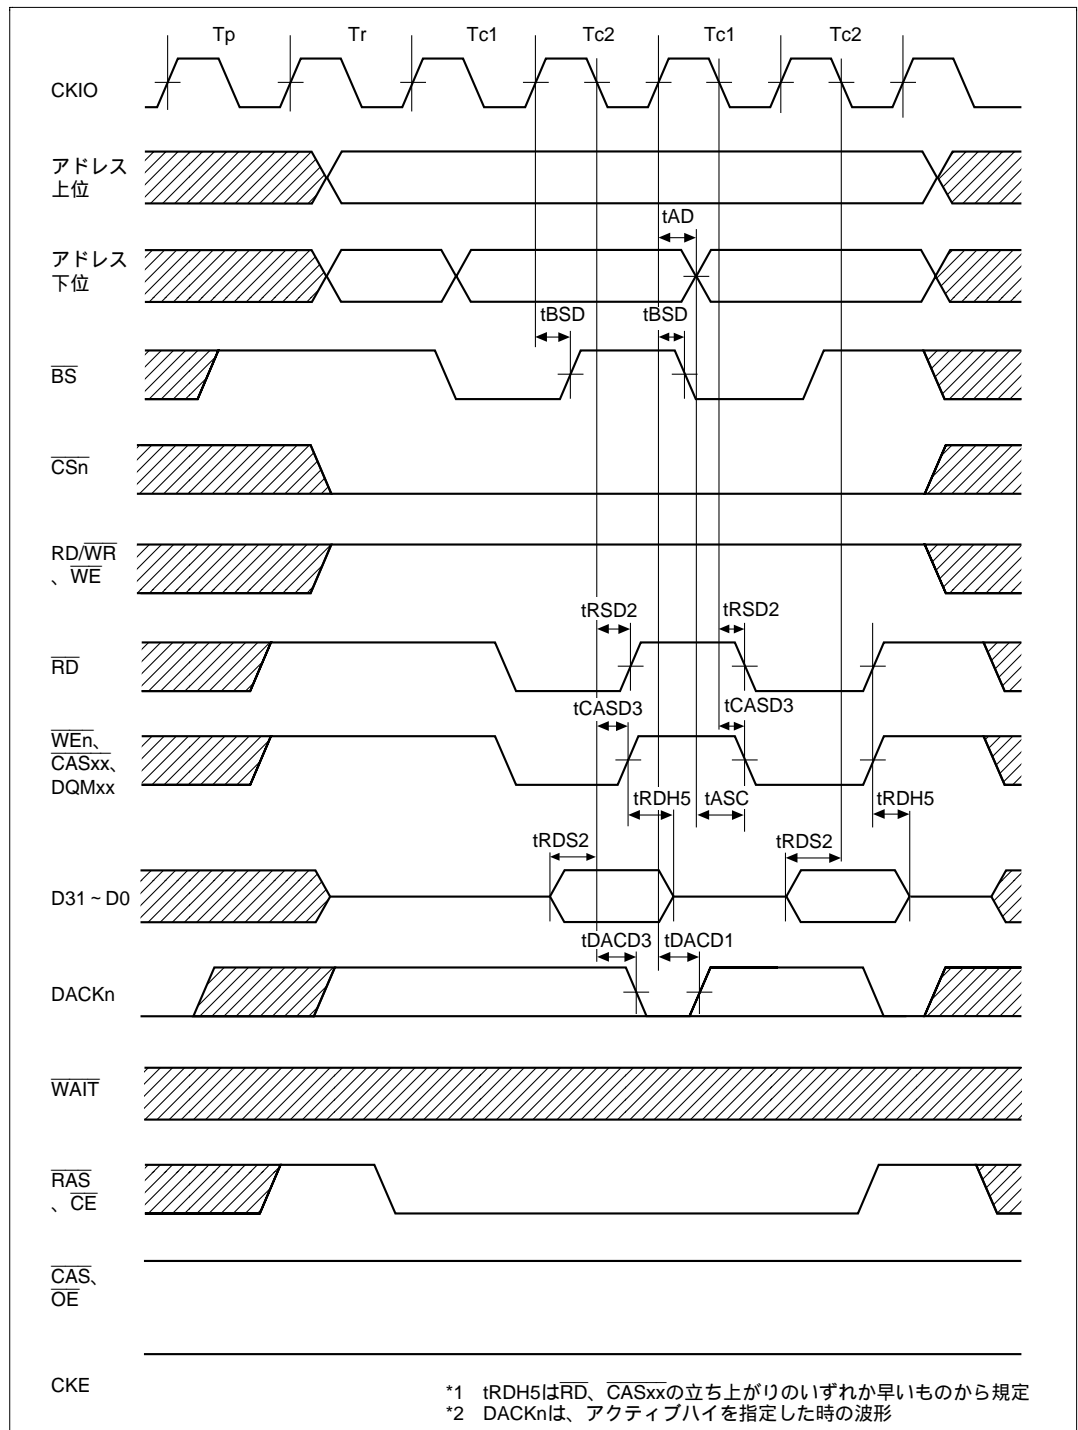 Tp Tr Tc1 Tc2 Tc1 Tc2
CKIO
アドレス
上位
tAD
アドレス
下位
tBSD tBSD
BS
CSn
RD/WR
、WE
tRSD2 tRSD2
RD
tCASD3 tCASD3
WEn、
CASxx、
DQMxx
tRDH5 tASC tRDH5
tRDS2 tRDS2
D31 ~ D0
tDACD3 tDACD1
DACKn
WAIT
RAS
、CE
CAS、
OE
CKE
*1 tRDH5はRD、CASxxの立ち上がりのいずれか早いものから規定
*2 DACKnは、アクティブハイを指定した時の波形